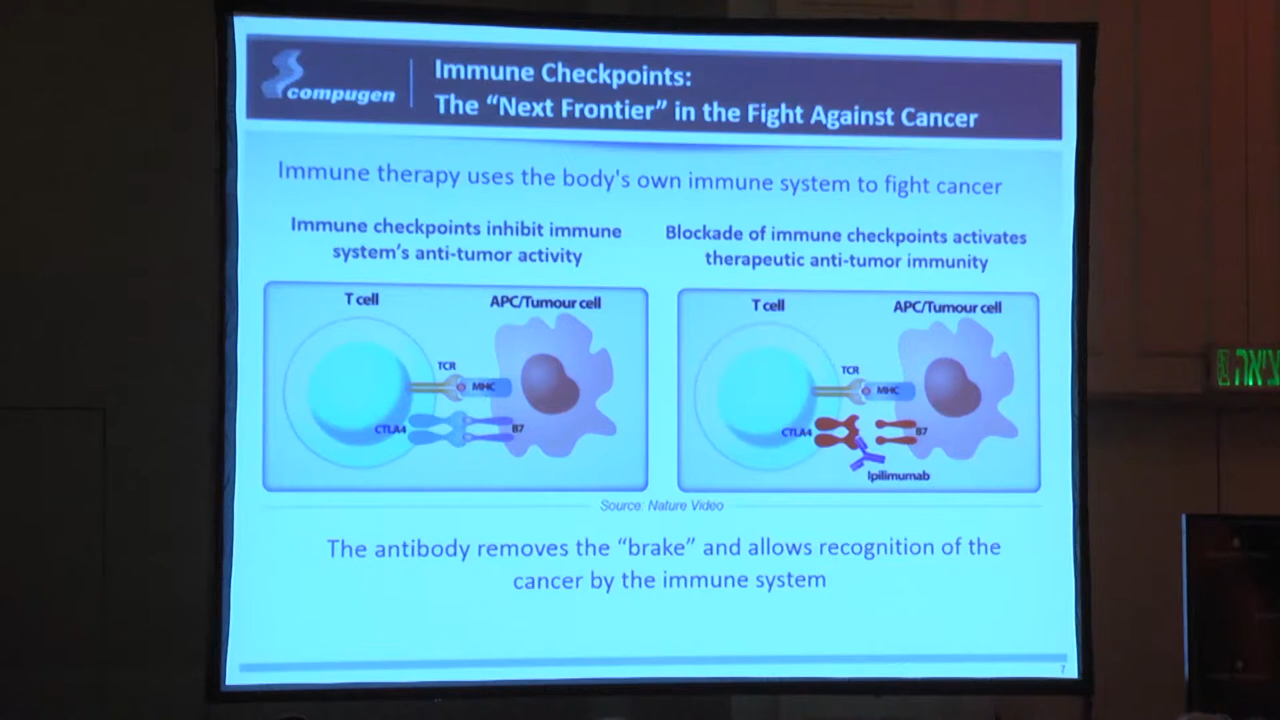 compugen
Immune Checkpoints:
The “Next Frontier” in the Fight Against Cancer
Immune therapy uses the body's own immune system to fight cancer
Immune checkpoints inhibit immune
system’s anti-tumor activity
Blockade of immune checkpoints activates
therapeutic anti-tumor immunity
T cell
APC/Tumour cell
TCR
MHC
CTLA4
B7
T cell
APC/Tumour cell
TCR
MHC
CTLA4
B7
Ipilimumab
Source: Nature Video
The antibody removes the “brake” and allows recognition of the
cancer by the immune system
7